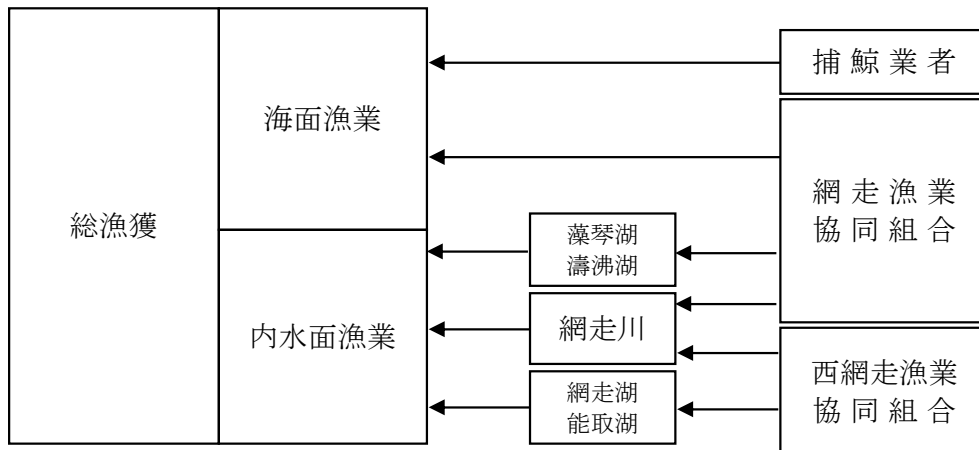 総漁獲
海面漁業
内水面漁業
藻琴湖
濤沸湖
網走川
網走湖
能取湖
捕鯨業者
網走漁業
協同組合
西網走漁業
協同組合